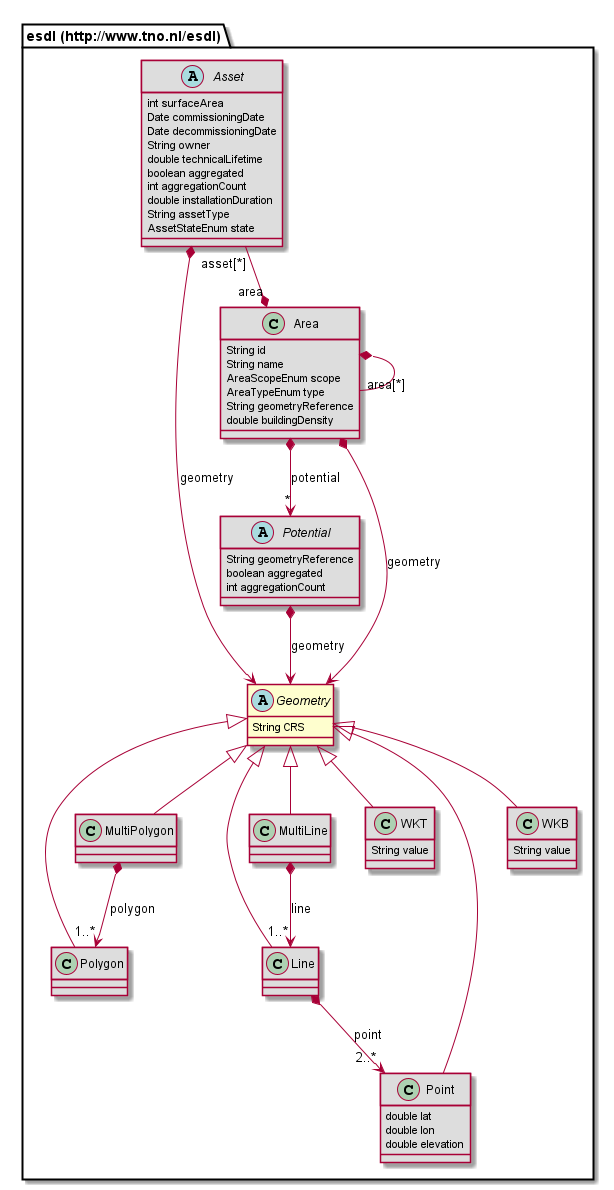 esdl (http://www.tno.nl/esdl)
A Asset
int surfaceArea
Date commissioningDate
Date decommissioningDate
String owner
double technicalLifetime
boolean aggregated
int aggregationCount
double installationDuration
String assetType
AssetStateEnum state
asset[*]
area
C Area
String id
String name
AreaScopeEnum scope
AreaTypeEnum type
String geometryReference
double buildingDensity
area[*]
geometry
potential
*
A Potential
String geometryReference
boolean aggregated
int aggregationCount
geometry
geometry
A Geometry
String CRS
C MultiPolygon
C MultiLine
C WKT
String value
C WKB
String value
polygon
1..*
line
1..*
C Polygon
C Line
point
2..*
C Point
double lat
double lon
double elevation